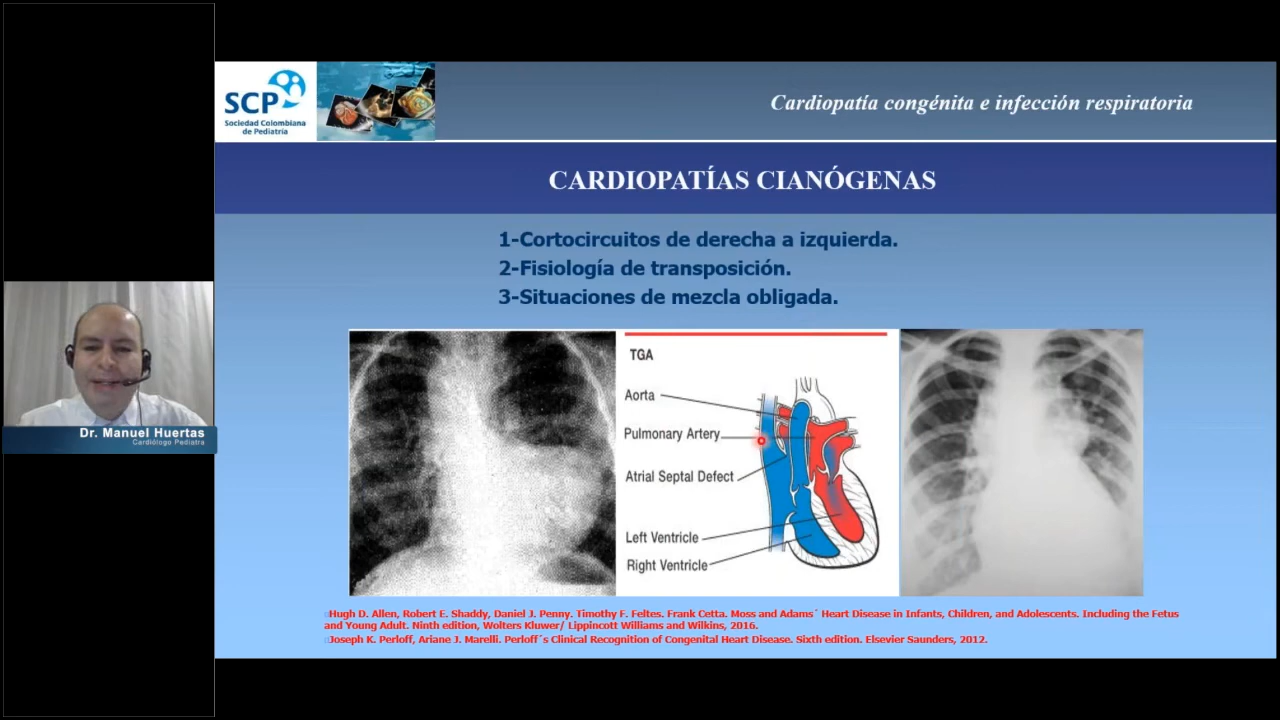 SCP
Sociedad Colombiana
de Pediatría
Cardiopatía congénita e infección respiratoria
CARDIOPATÍAS CIANÓGENAS
1-Cortocircuitos de derecha a izquierda.
2-Fisiología de transposición.
3-Situaciones de mezcla obligada.
TGA
Aorta
Pulmonary Artery
Atrial Septal Defect
Left Ventricle
Right Ventricle
Dr. Manuel Huertas
Cardiólogo Pediatra
Hugh D. Allen, Robert E. Shaddy, Daniel J. Penny. Timothy F. Feltes. Frank Cetta. Moss and Adams´ Heart Disease in Infants, Children, and Adolescents. Including the Fetus
and Young Adult. Ninth edition, Wolters Kluwer/ Lippincott Williams and Wilkins, 2016.
Joseph K. Perloff, Ariane J. Marelli. Perloff´s Clinical Recognition of Congenital Heart Disease. Sixth edition. Elsevier Saunders, 2012.